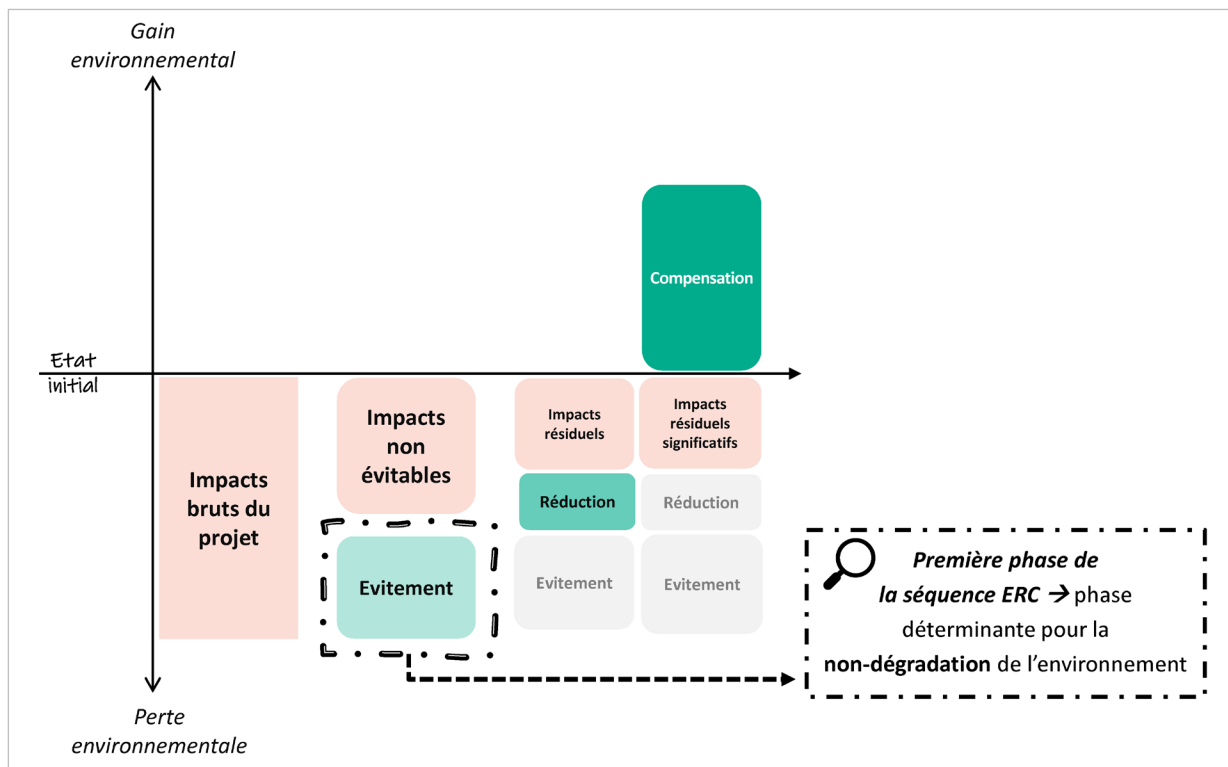 Gain
environnemental
Etat
initial
Compensation
Impacts
bruts du
projet
Impacts
non
évitables
Evitement
Impacts
résiduels
Réduction
Evitement
Impacts
résiduels
significatifs
Réduction
Evitement
Première phase de
la séquence ERC → phase
déterminante pour la
non-dégradation de l’environnement
Perte
environnementale